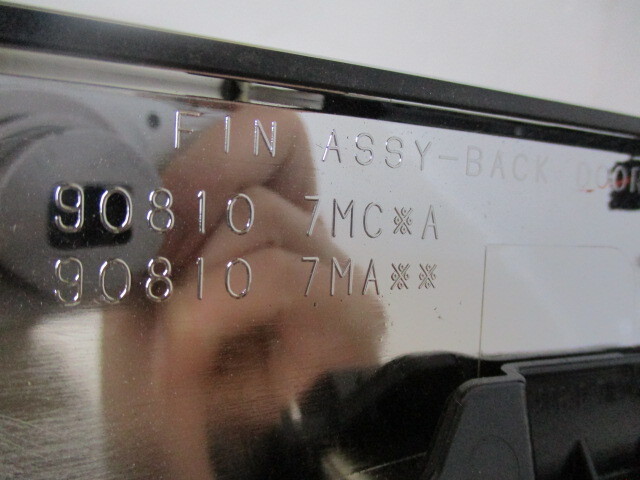 FIN ASSY-BACK DOOR
90810 7MC※A
90810 7MA※※